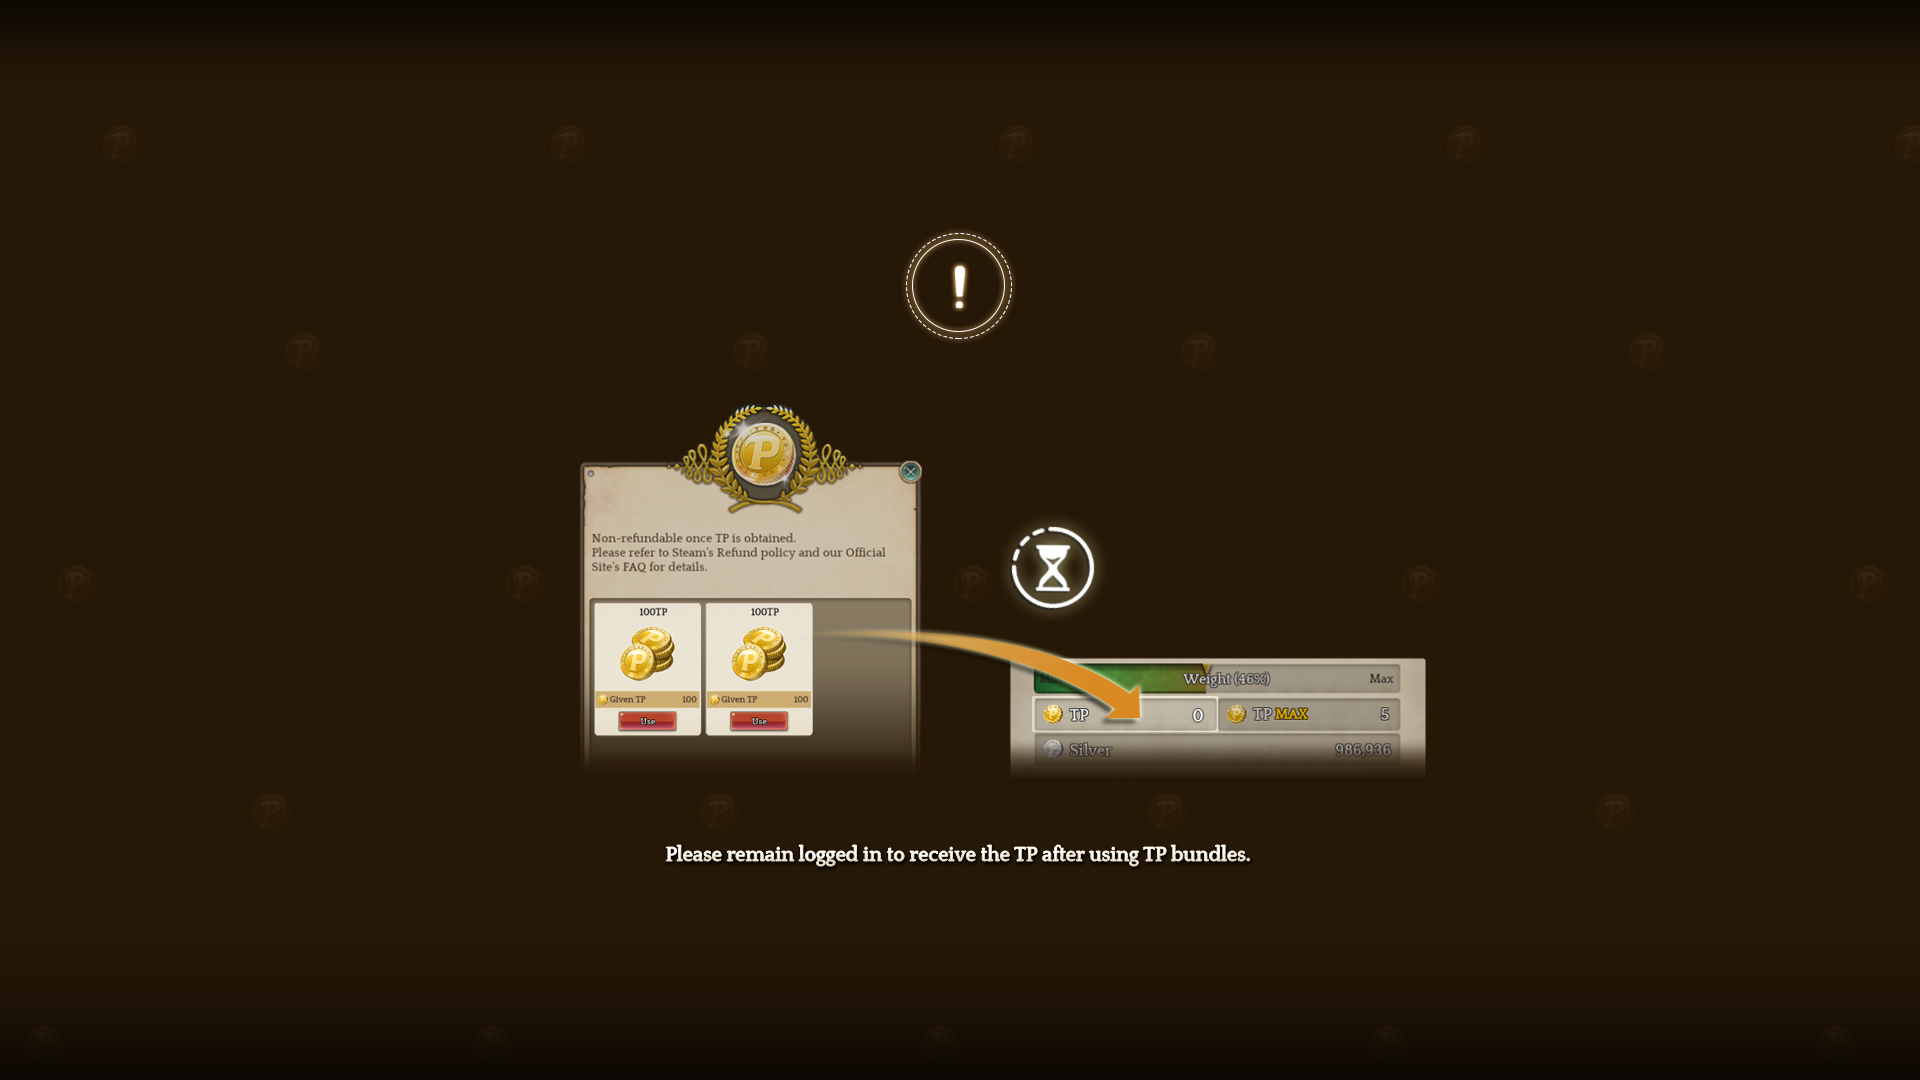 Non-refundable once TP is obtained.
Please refer to Steam's Refund policy and our Official
Site's FAQ for details.
100TP
100TP
Given TP 100
Given TP 100
Use
Use
Weight (46%)
Max
TP 0
TP MAX 5
Silver 986,936
Please remain logged in to receive the TP after using TP bundles.